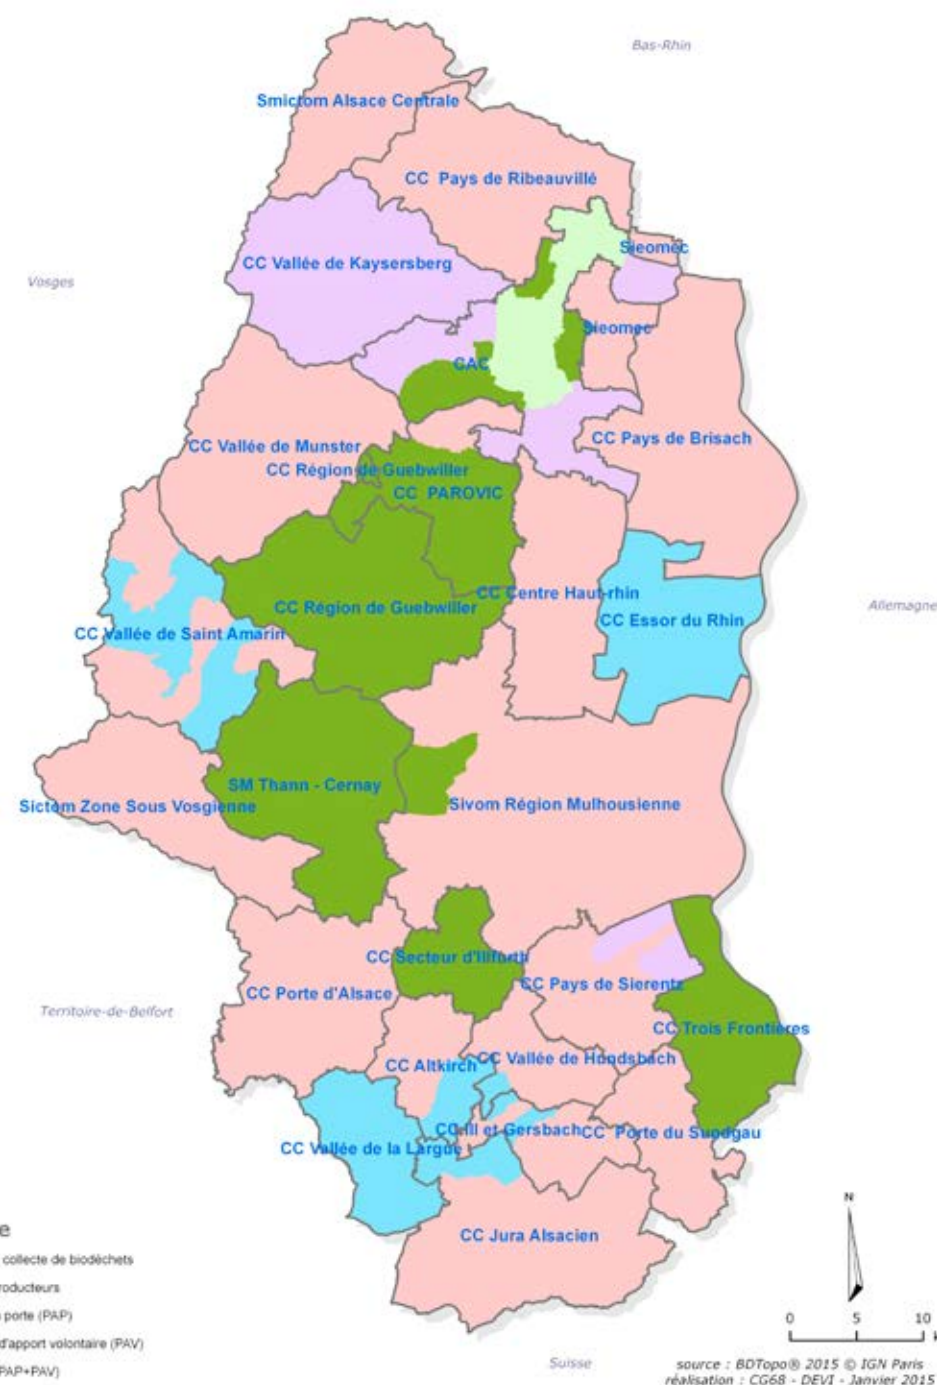 Bas-Rhin
Smictom Alsace Centrale
CC Pays de Ribeauvillé
Sieomec
CC Vallée de Kaysersberg
Vosges
Sieomec
CAC
CC Pays de Brisach
CC Vallée de Munster
CC Région de Guebwiller
CC PAROVIC
CC Centre Haut-rhin
CC Région de Guebwiller
Allemagne
CC Essor du Rhin
CC Vallée de Saint Amarin
SM Thann - Cernay
Sivom Région Mulhousienne
Sictom Zone Sous Vosgienne
CC Secteur d'Illfurth
CC Pays de Sierentz
CC Porte d'Alsace
Territoire-de-Belfort
CC Trois Frontières
CC Vallée de Hundsbach
CC Altkirch
CC Ill et Gersbach
CC Porte du Sundgau
CC Vallée de la Largue
N
e
collecte de biodéchets
CC Jura Alsacien
roducteurs
porte (PAP)
0 5 10
d'apport volontaire (PAV)
Suisse
PAP+PAV)
source : BDTopo® 2015 © IGN Paris
réalisation : CG68 - DEVI - Janvier 2015